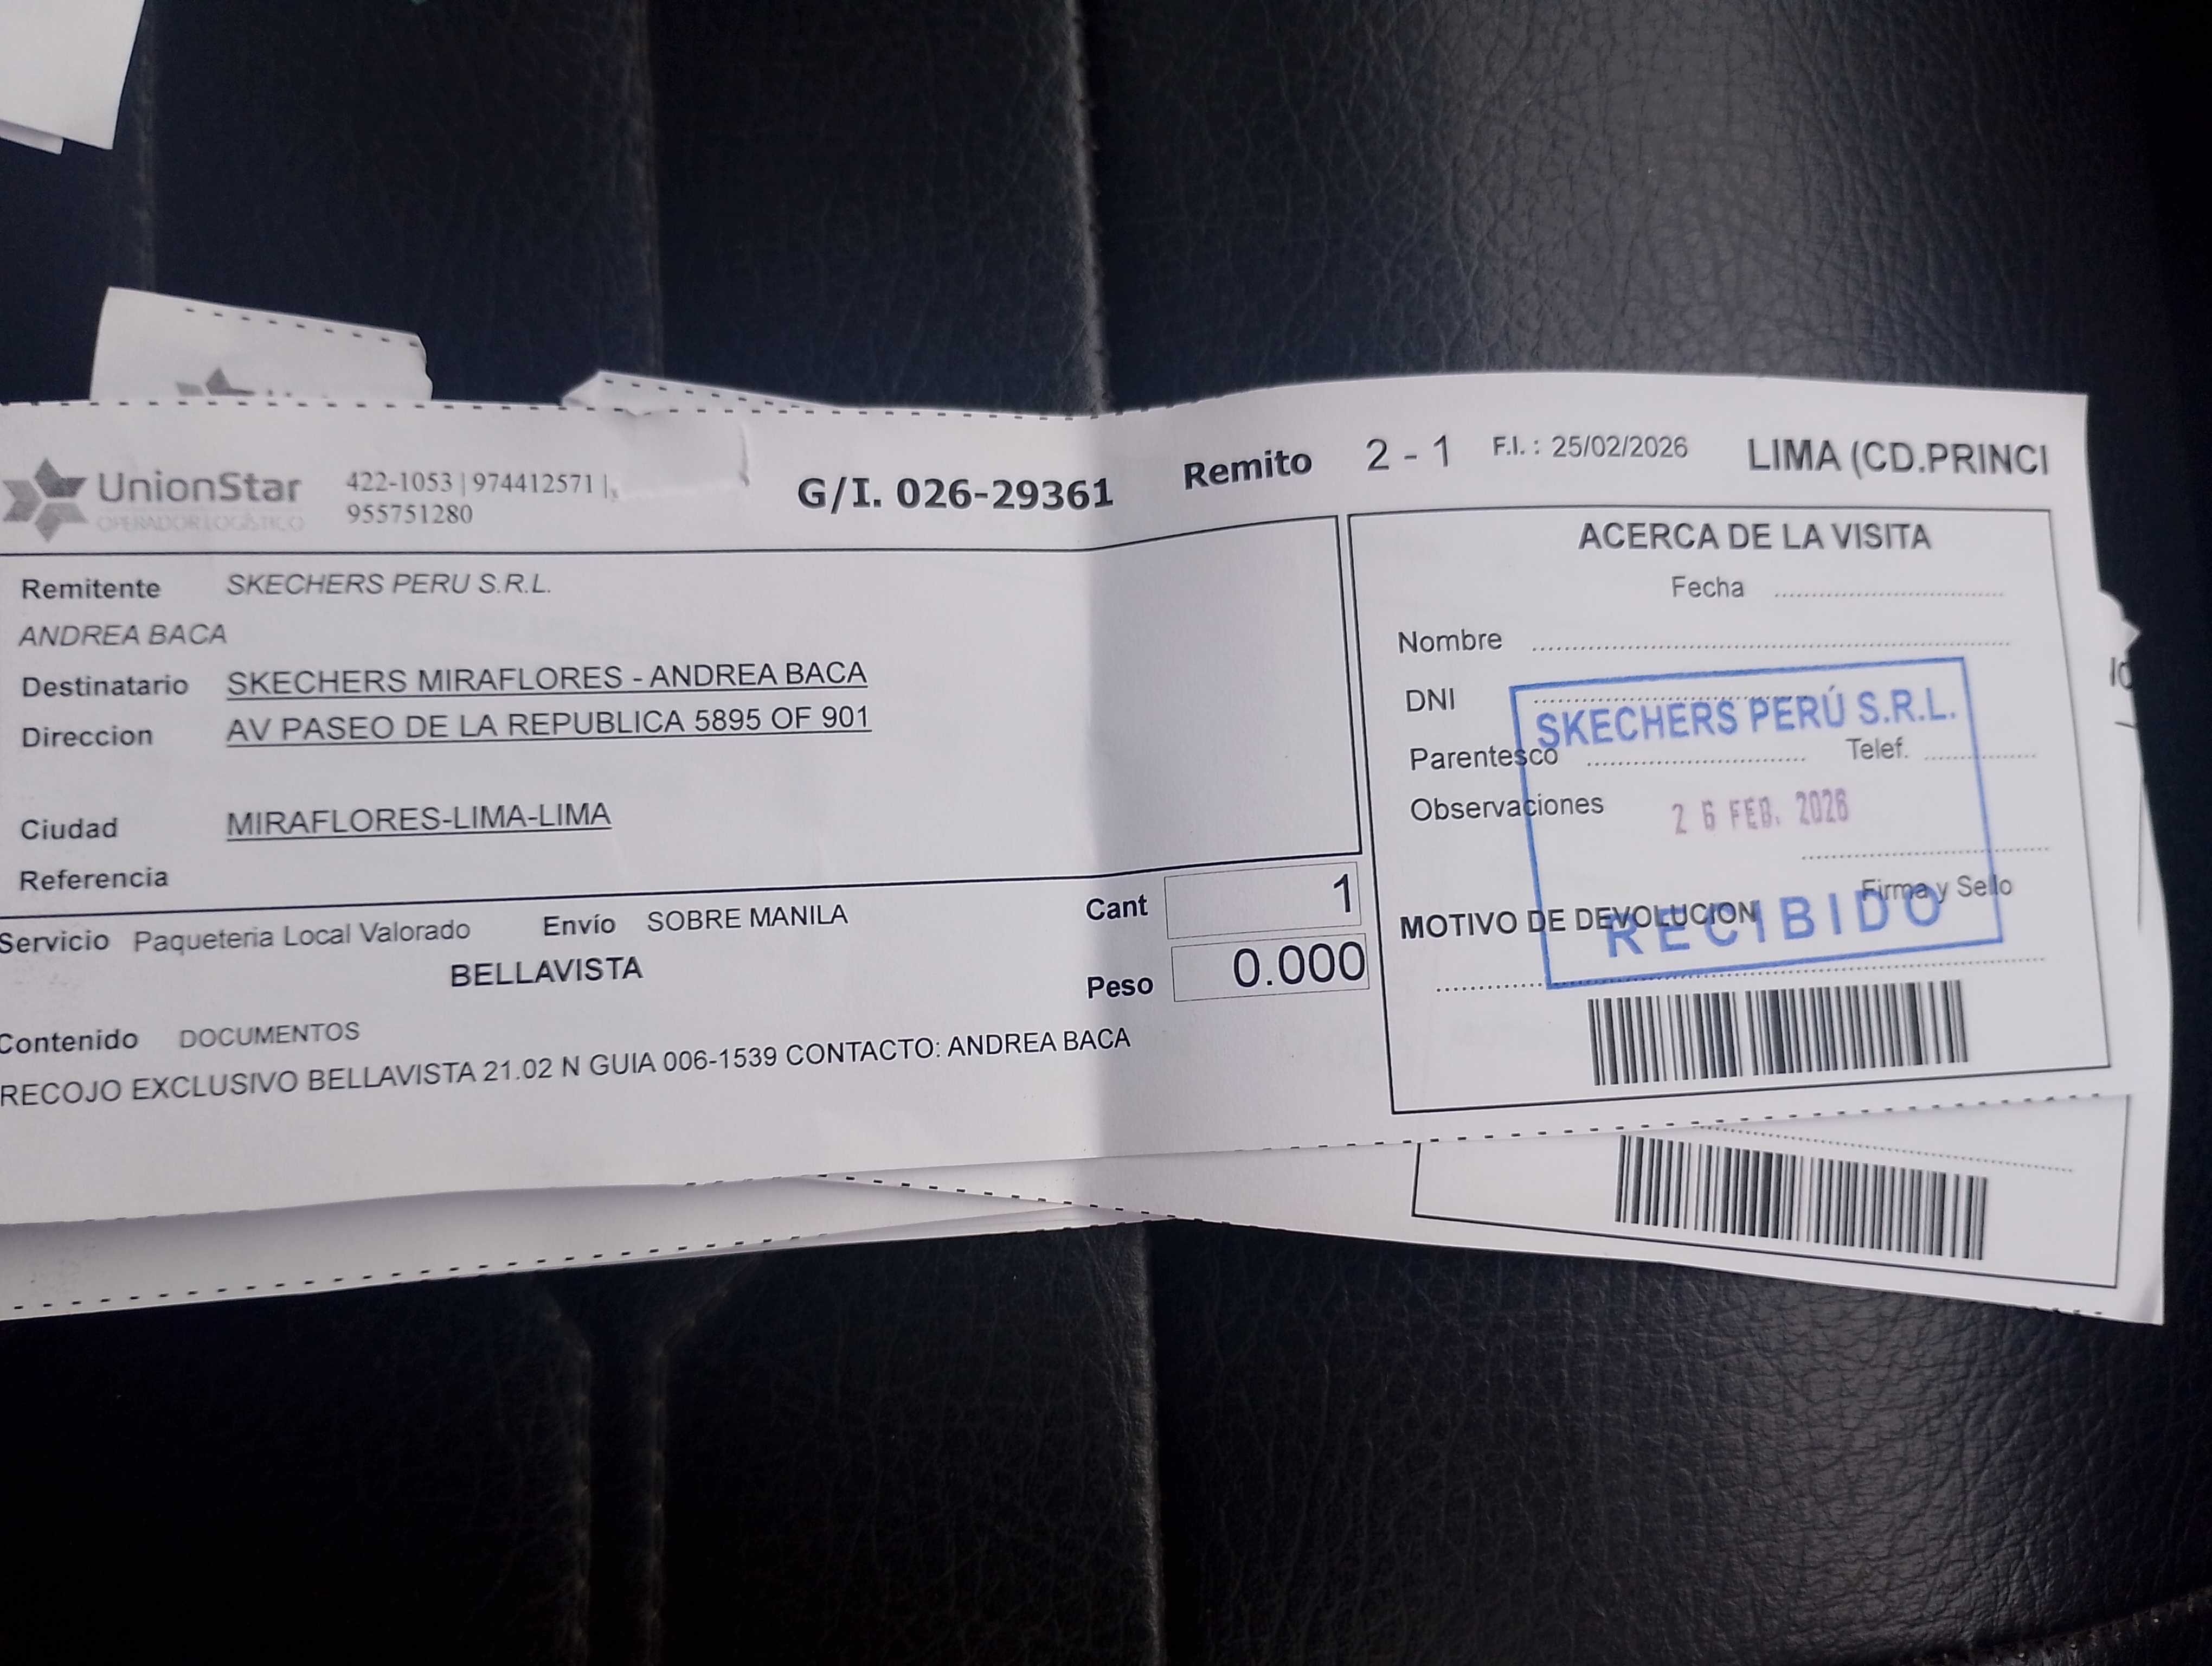 UnionStar
OPERADOR LOGÍSTICO
422-1053 | 974412571 |
955751280
G/I. 026-29361
Remito 2 - 1 F.I. : 25/02/2026 LIMA (CD.PRINCI
Remitente SKECHERS PERU S.R.L.
ANDREA BACA
Destinatario SKECHERS MIRAFLORES - ANDREA BACA
Direccion AV PASEO DE LA REPUBLICA 5895 OF 901
Ciudad MIRAFLORES-LIMA-LIMA
Referencia
Servicio Paqueteria Local Valorado Envío SOBRE MANILA
BELLAVISTA
Cant 1
Peso 0.000
Contenido DOCUMENTOS
RECOJO EXCLUSIVO BELLAVISTA 21.02 N GUIA 006-1539 CONTACTO: ANDREA BACA
ACERCA DE LA VISITA
Fecha
Nombre
DNI
Parentesco Telef.
Observaciones
Firma y Sello
MOTIVO DE DEVOLUCION
SKECHERS PERÚ S.R.L.
26 FEB. 2026
RECIBIDO